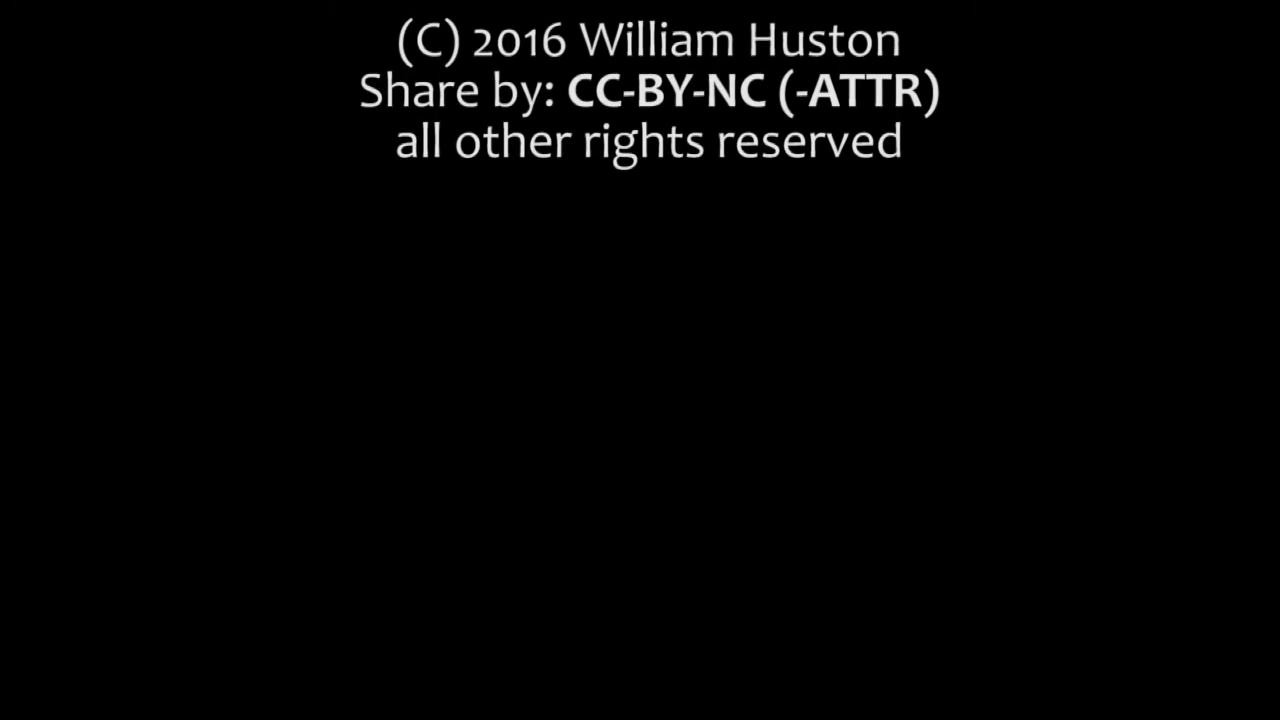 (C) 2016 William Huston
Share by: CC-BY-NC (-ATTR)
all other rights reserved